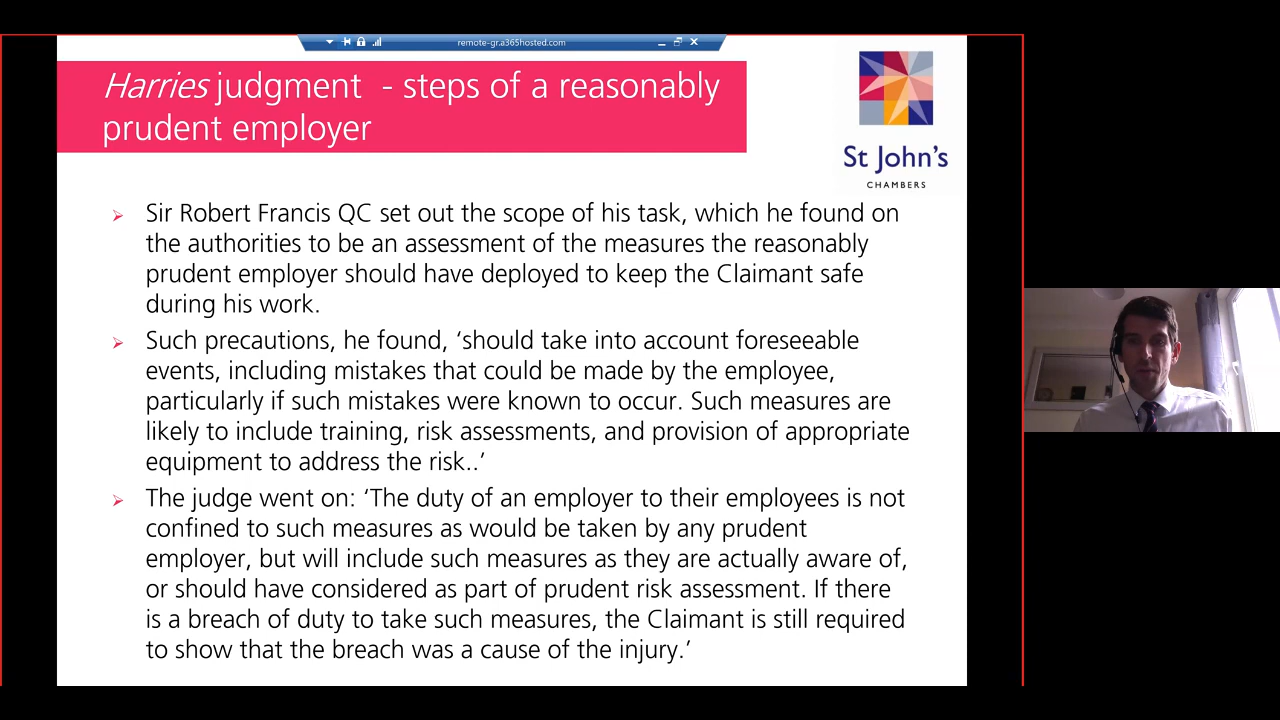 remote-gr.a365hosted.com
Harries judgment - steps of a reasonably
prudent employer
St John's
CHAMBERS
Sir Robert Francis QC set out the scope of his task, which he found on
the authorities to be an assessment of the measures the reasonably
prudent employer should have deployed to keep the Claimant safe
during his work.
Such precautions, he found, ‘should take into account foreseeable
events, including mistakes that could be made by the employee,
particularly if such mistakes were known to occur. Such measures are
likely to include training, risk assessments, and provision of appropriate
equipment to address the risk..’
The judge went on: ‘The duty of an employer to their employees is not
confined to such measures as would be taken by any prudent
employer, but will include such measures as they are actually aware of,
or should have considered as part of prudent risk assessment. If there
is a breach of duty to take such measures, the Claimant is still required
to show that the breach was a cause of the injury.’